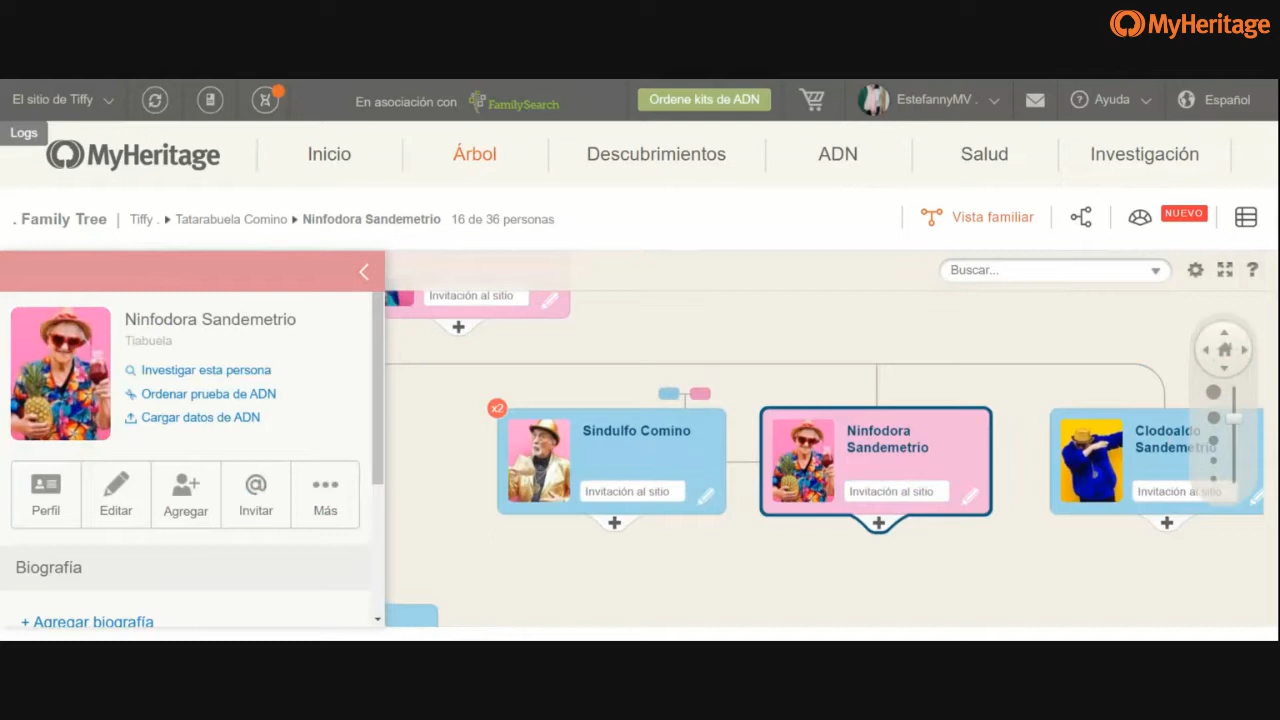 MyHeritage
El sitio de Tiffy
En asociación con FamilySearch
Ordene kits de ADN
EstefannyMV .
Ayuda
Español
Logs
MyHeritage
Inicio
Árbol
Descubrimientos
ADN
Salud
Investigación
. Family Tree | Tiffy . Tatarabuela Comino Ninfodora Sandemetrio 16 de 36 personas
Vista familiar
NUEVO
Buscar...
?
Invitación al sitio
Ninfodora Sandemetrio
Tiabuela
Investigar esta persona
Ordenar prueba de ADN
Cargar datos de ADN
Perfil
Editar
Agregar
Invitar
Más
Biografía
+ Agregar biografía
x2
Sindulfo Comino
Invitación al sitio
Ninfodora
Sandemetrio
Invitación al sitio
Clodoaldo
Sandemetrio
Invitación al sitio